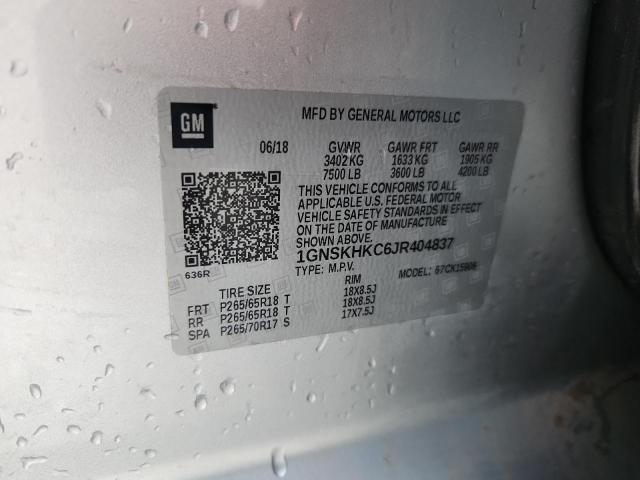 GM
MFD BY GENERAL MOTORS LLC
06/18 GVWR GAWR FRT GAWR RR
3402 KG 1633 KG 1905 KG
7500 LB 3600 LB 4200 LB
THIS VEHICLE CONFORMS TO ALL
APPLICABLE U.S. FEDERAL MOTOR
VEHICLE SAFETY STANDARDS IN EFFECT
ON THE DATE OF MANUFACTURE
SHOWN ABOVE.
1GNSKHKC6JR404837
636R
TYPE: M.P.V. MODEL:
TIRE SIZE RIM
FRT P265/65R18 T 18X8.5J
RR P265/65R18 T 18X8.5J
SPA P265/70R17 S 17X7.5J